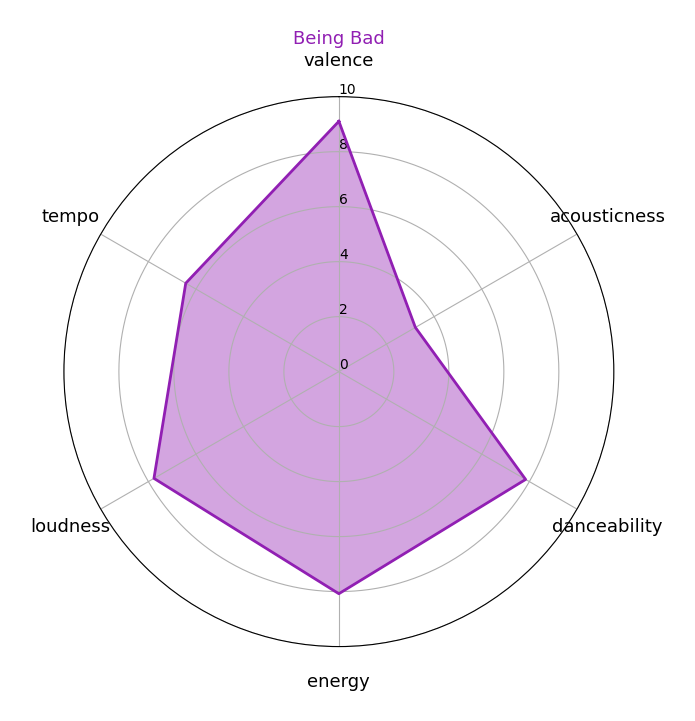 Being Bad
valence
10
8
6
4
2
0
tempo
acousticness
loudness
danceability
energy